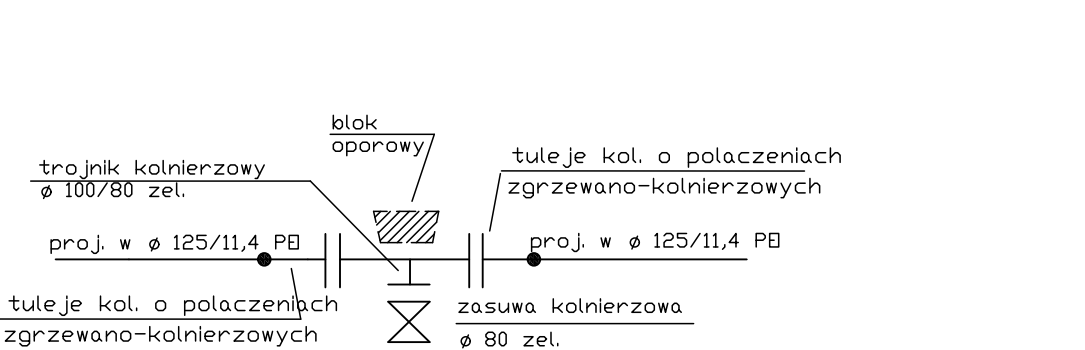 blok
oporowy
trojnik kolnierzowy
ø 100/80 zel.
tuleje kol. o polaczeniach
zgrzewano-kolnierzowych
proj. w ø 125/11,4 PE
proj. w ø 125/11,4 PE
tuleje kol. o polaczeniach
zgrzewano-kolnierzowych
zasuwa kolnierzowa
ø 80 zel.